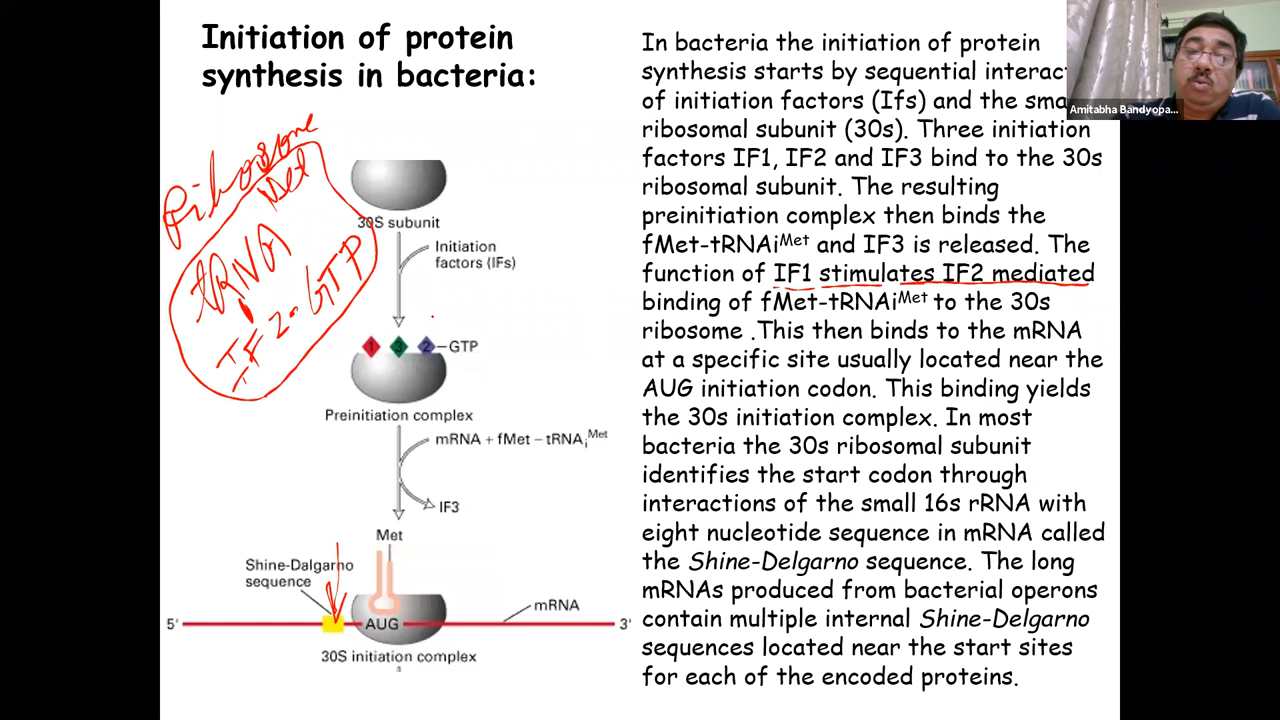 Initiation of protein
synthesis in bacteria:
Ribosome
Met
tRNA
IF2-GTP
30S subunit
Initiation
factors (IFs)
1 3 2 GTP
Preinitiation complex
mRNA + fMet – tRNAiMet
IF3
Met
Shine-Dalgarno
sequence
mRNA
5' AUG 3'
30S initiation complex
In bacteria the initiation of protein
synthesis starts by sequential interac
of initiation factors (Ifs) and the sma
ribosomal subunit (30s). Three initiation
factors IF1, IF2 and IF3 bind to the 30s
ribosomal subunit. The resulting
preinitiation complex then binds the
fMet-tRNAiMet and IF3 is released. The
function of IF1 stimulates IF2 mediated
binding of fMet-tRNAiMet to the 30s
ribosome .This then binds to the mRNA
at a specific site usually located near the
AUG initiation codon. This binding yields
the 30s initiation complex. In most
bacteria the 30s ribosomal subunit
identifies the start codon through
interactions of the small 16s rRNA with
eight nucleotide sequence in mRNA called
the Shine-Delgarno sequence. The long
mRNAs produced from bacterial operons
contain multiple internal Shine-Delgarno
sequences located near the start sites
for each of the encoded proteins.
Amitabha Bandyopa...